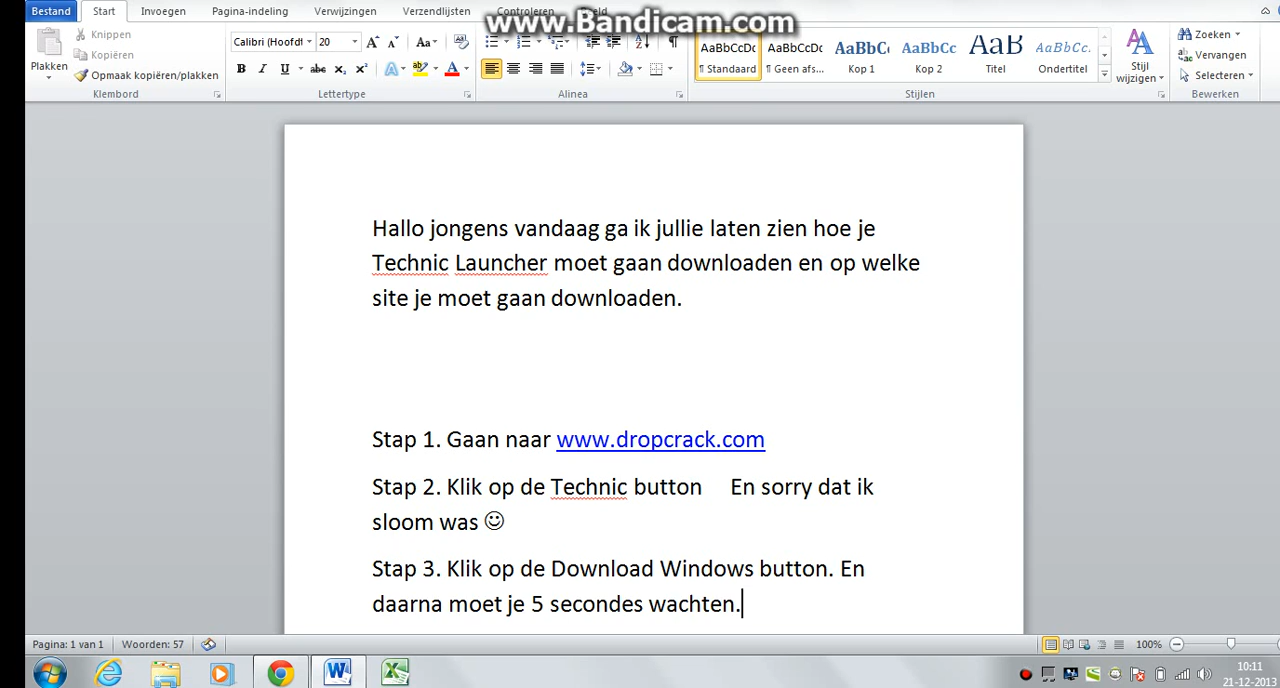 www.Bandicam.com
Bestand Start Invoegen Pagina-indeling Verwijzingen Verzendlijsten Controleren Beeld
Plakken
Knippen
Kopiëren
Opmaak kopiëren/plakken
Klembord
Calibri (Hoofdt 20
Lettertype
Alinea
AaBbCcDc AaBbCcDc AaBbC AaBbCc AaB AaBbCc.
¶ Standaard ¶ Geen afs... Kop 1 Kop 2 Titel Ondertitel
Stijl wijzigen
Stijlen
Zoeken
Vervangen
Selecteren
Bewerken
Hallo jongens vandaag ga ik jullie laten zien hoe je
Technic Launcher moet gaan downloaden en op welke
site je moet gaan downloaden.
Stap 1. Gaan naar www.dropcrack.com
Stap 2. Klik op de Technic button En sorry dat ik
sloom was ☺
Stap 3. Klik op de Download Windows button. En
daarna moet je 5 secondes wachten.
Pagina: 1 van 1 Woorden: 57 100%
10:11
21-12-2013